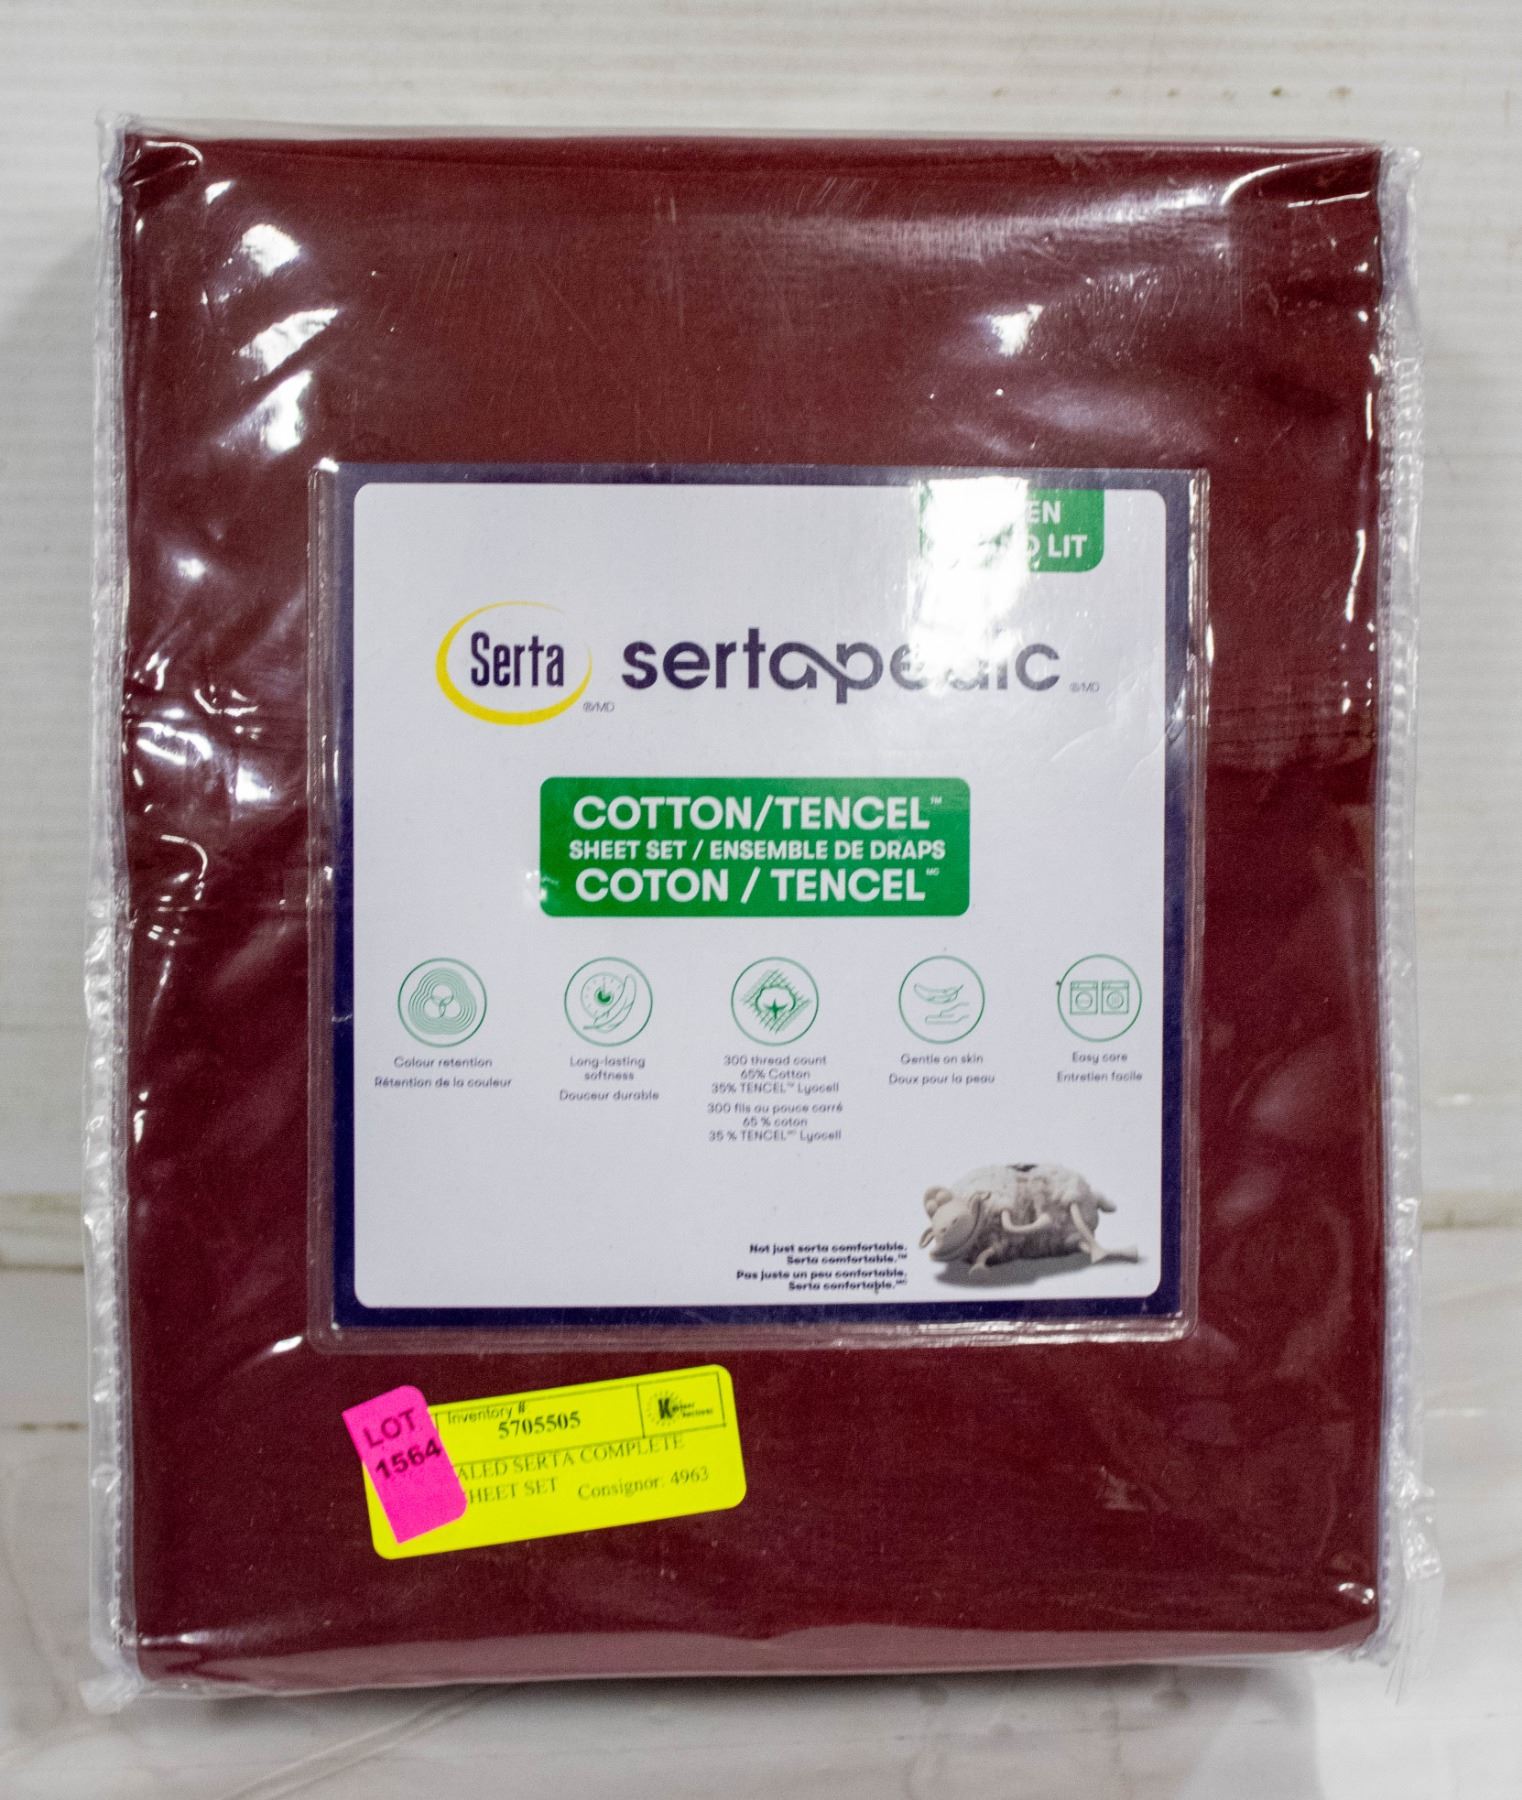 EN
LIT
Serta
®/MD
sertapedic
®/MD
COTTON/TENCEL™
SHEET SET / ENSEMBLE DE DRAPS
COTON / TENCEL MC
Colour retention
Rétention de la couleur
Long-lasting
softness
Douceur durable
300 thread count
65% Cotton
35% TENCEL™ Lyocell
300 fils au pouce carré
65 % coton
35 % TENCEL MC Lyocell
Gentle on skin
Doux pour la peau
Easy care
Entretien facile
Not just sorta comfortable.
Serta comfortable.™
Pas juste un peu confortable.
Serta confortable.MC
LOT
1564
Inventory #
5705505
ALED SERTA COMPLETE
HEET SET Consignor: 4963